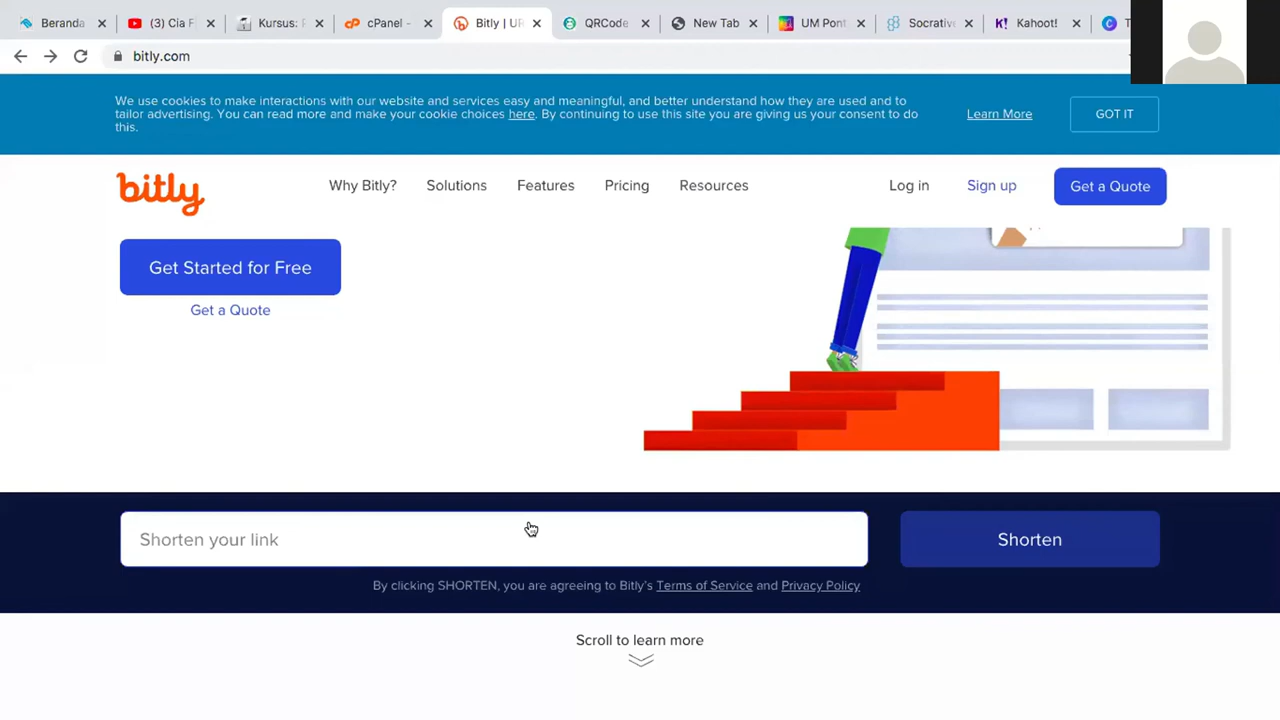 Beranda
(3) Cia F
Kursus: P
cPanel -
Bitly | UR
QRCode
New Tab
UM Pont
Socrative
Kahoot!
bitly.com
We use cookies to make interactions with our website and services easy and meaningful, and better understand how they are used and to
tailor advertising. You can read more and make your cookie choices here. By continuing to use this site you are giving us your consent to do
this.
Learn More
GOT IT
bitly
Why Bitly?
Solutions
Features
Pricing
Resources
Log in
Sign up
Get a Quote
Get Started for Free
Get a Quote
Shorten your link
Shorten
By clicking SHORTEN, you are agreeing to Bitly's Terms of Service and Privacy Policy
Scroll to learn more